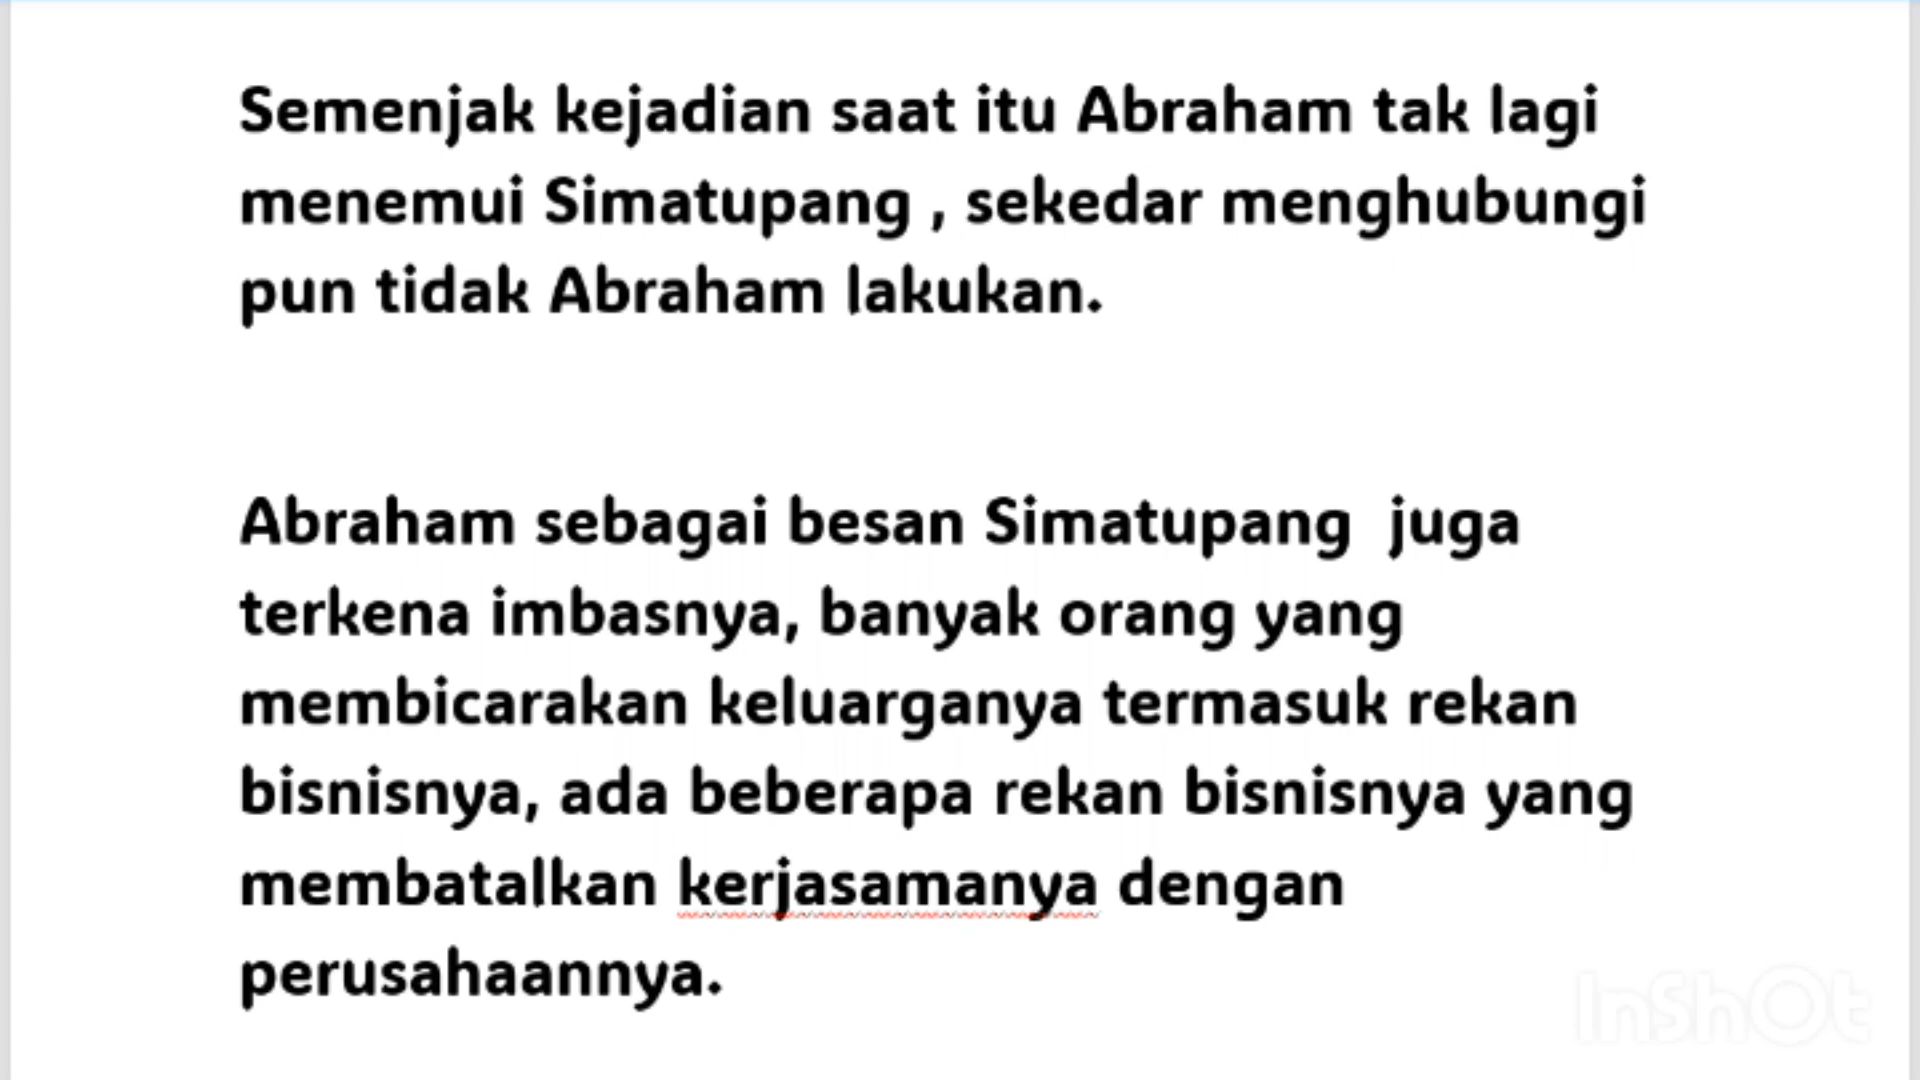 Semenjak kejadian saat itu Abraham tak lagi
menemui Simatupang , sekedar menghubungi
pun tidak Abraham lakukan.
Abraham sebagai besan Simatupang  juga
terkena imbasnya, banyak orang yang
membicarakan keluarganya termasuk rekan
bisnisnya, ada beberapa rekan bisnisnya yang
membatalkan kerjasamanya dengan
perusahaannya.
InShOt